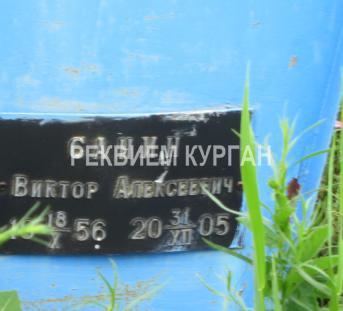 РЕКВИЕМ КУРГАН
Виктор Алексеевич
18 X 56 20 31 XII 05